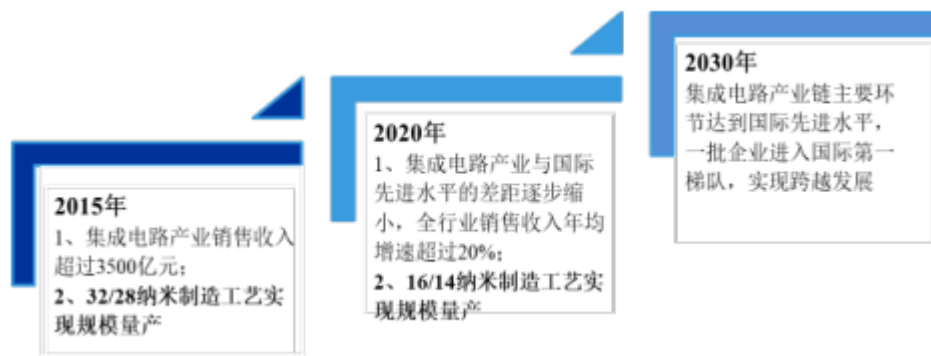 2015年
1、集成电路产业销售收入
超过3500亿元;
2、32/28纳米制造工艺实
现规模量产
2020年
1、集成电路产业与国际
先进水平的差距逐步缩
小，全行业销售收入年均
增速超过20%;
2、16/14纳米制造工艺实
现规模量产
2030年
集成电路产业链主要环
节达到国际先进水平，
一批企业进入国际第一
梯队，实现跨越发展